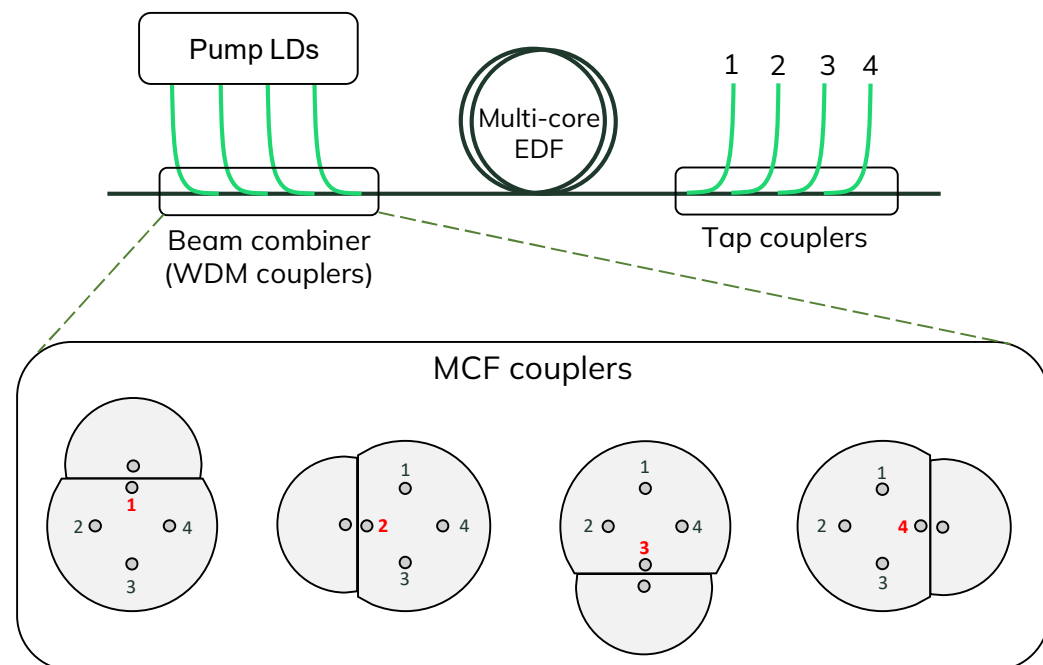 Pump LDs
Multi-core
EDF
1 2 3 4
Beam combiner
(WDM couplers)
Tap couplers
MCF couplers
1
2 4
3
1
2 4
3
1
2 4
3
1
2 4
3